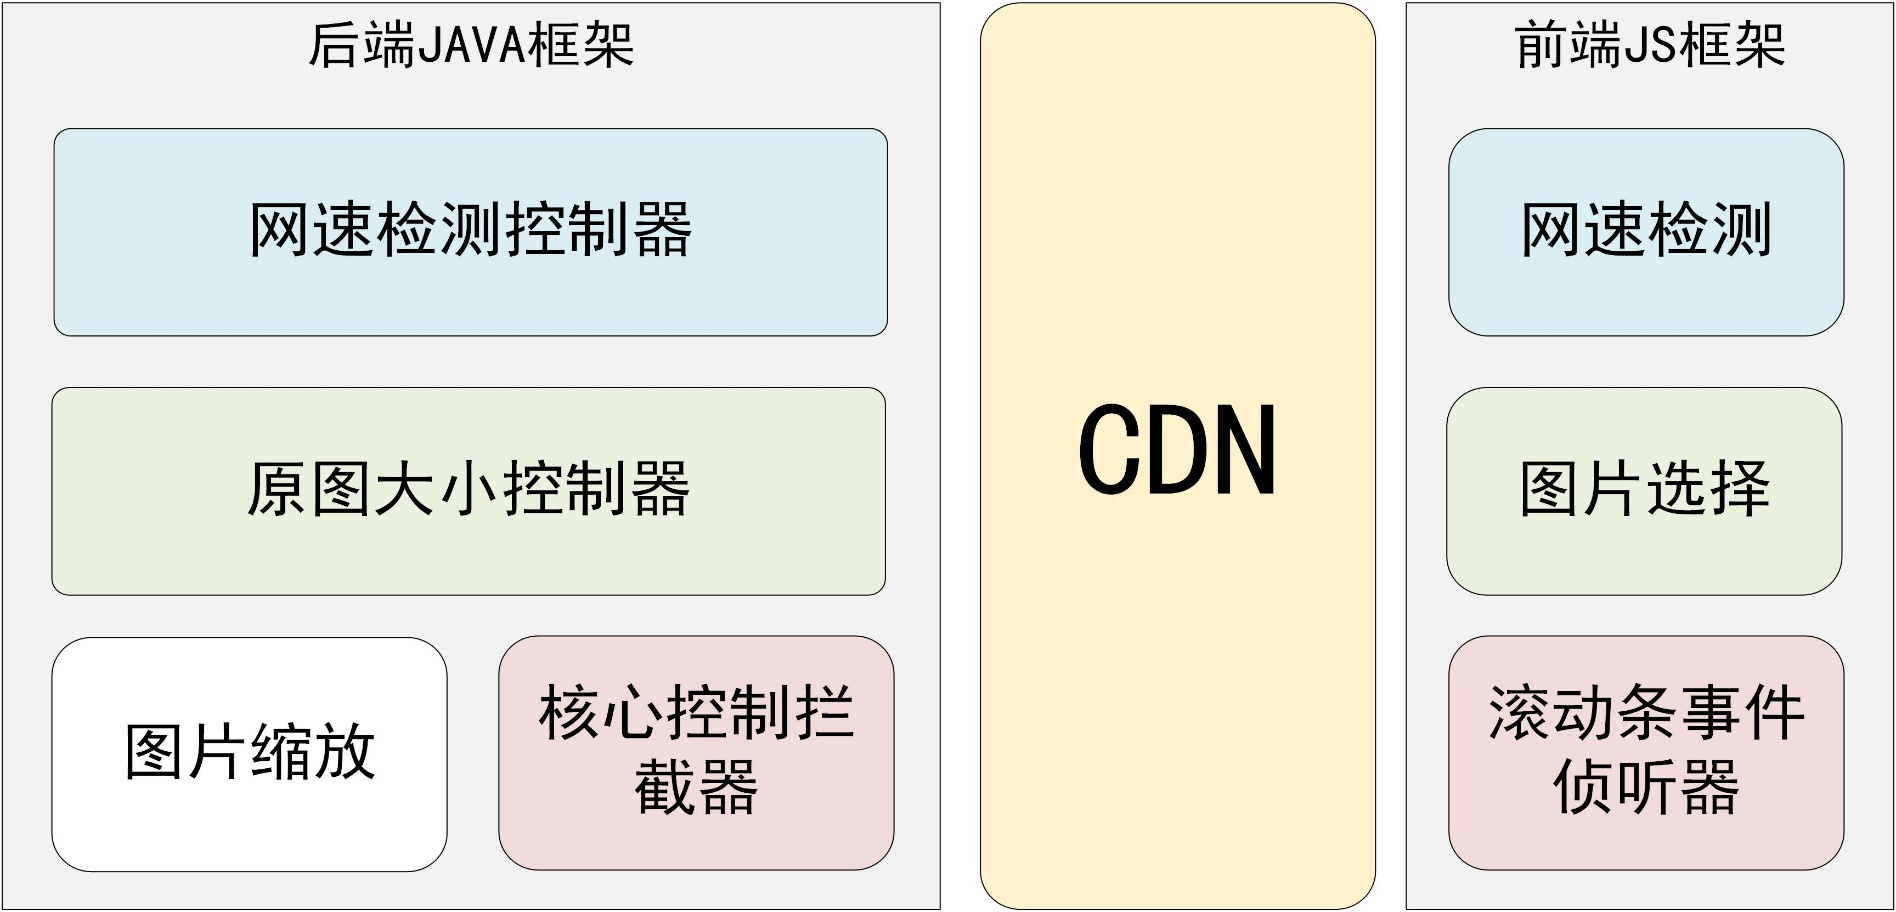 后端JAVA框架
网速检测控制器
原图大小控制器
图片缩放
核心控制拦
截器
CDN
前端JS框架
网速检测
图片选择
滚动条事件
侦听器